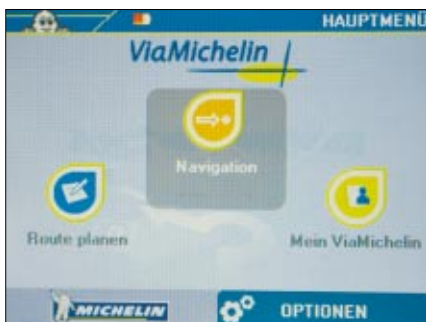 HAUPTMENÜ
ViaMichelin
Navigation
Route planen
Mein ViaMichelin
MICHELIN
OPTIONEN